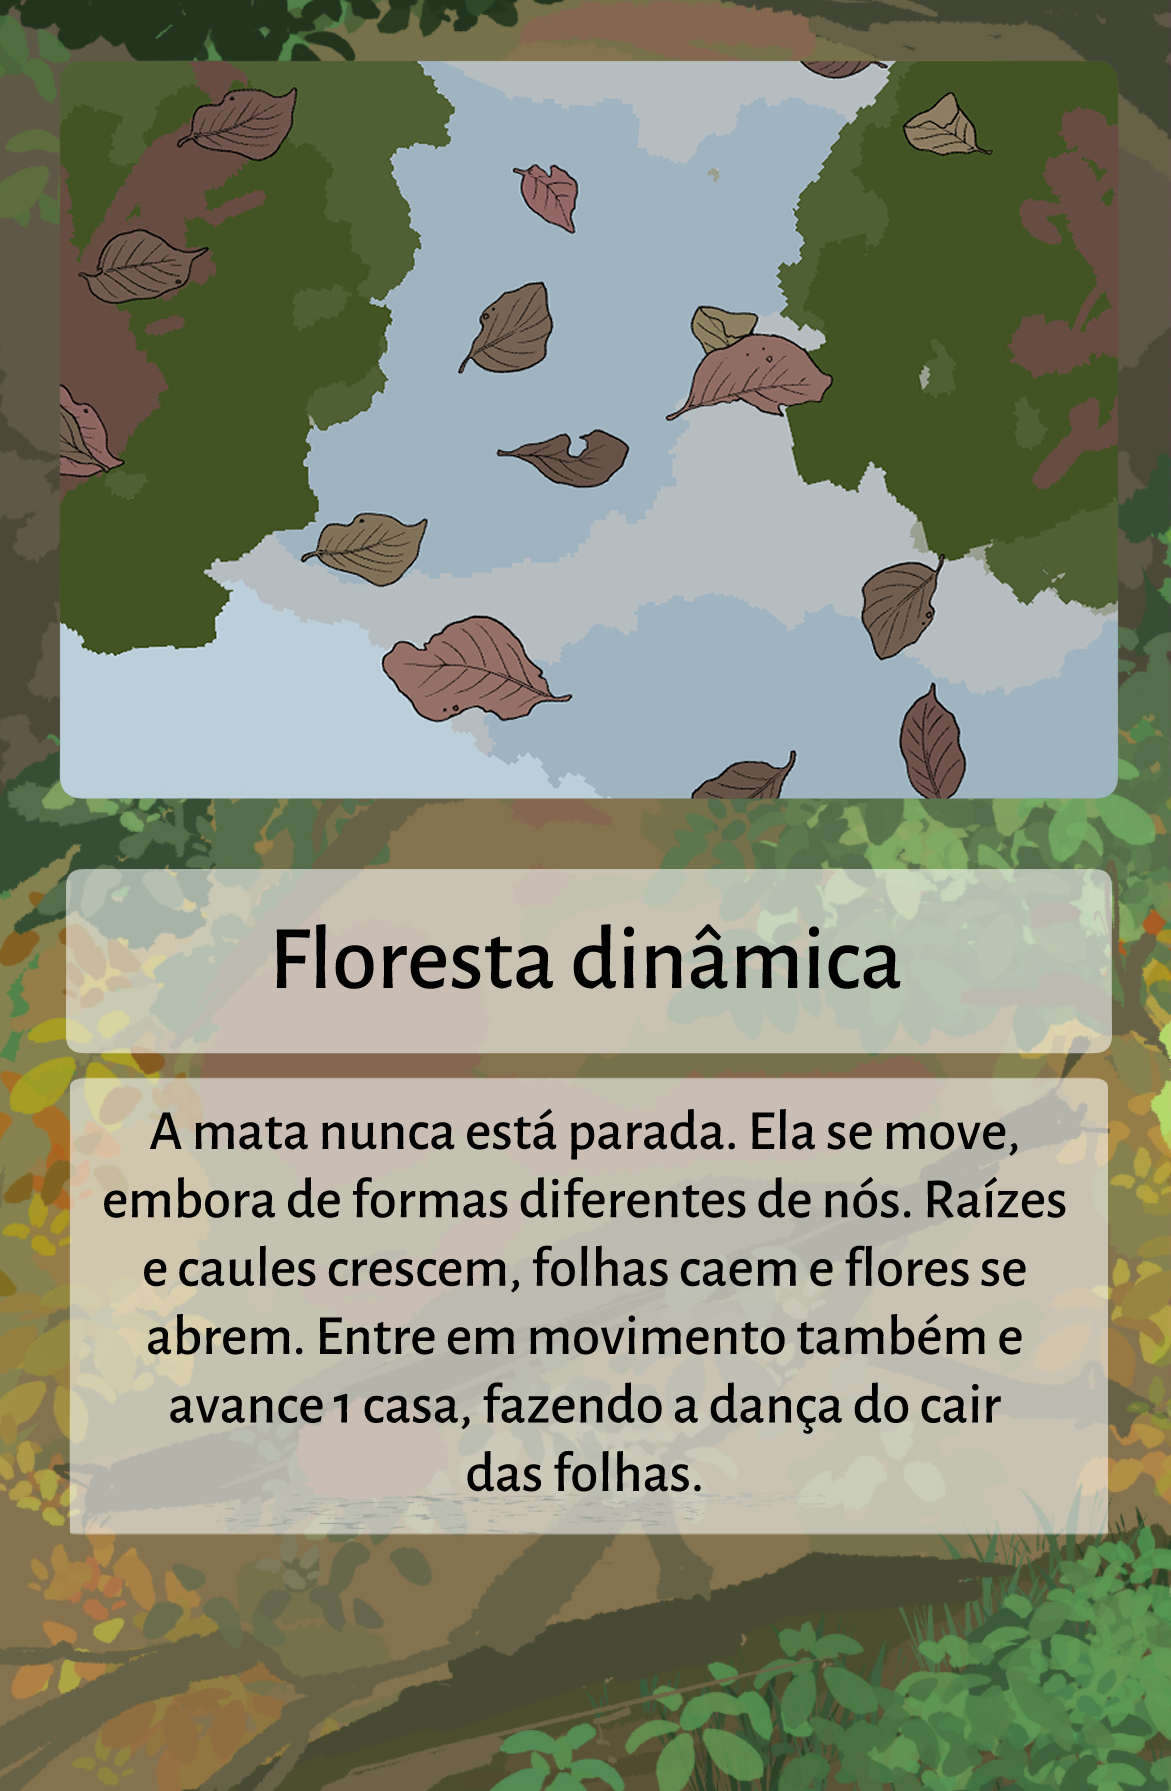 Floresta dinâmica
A mata nunca está parada. Ela se move,
embora de formas diferentes de nós. Raízes
e caules crescem, folhas caem e flores se
abrem. Entre em movimento também e
avance 1 casa, fazendo a dança do cair
das folhas.